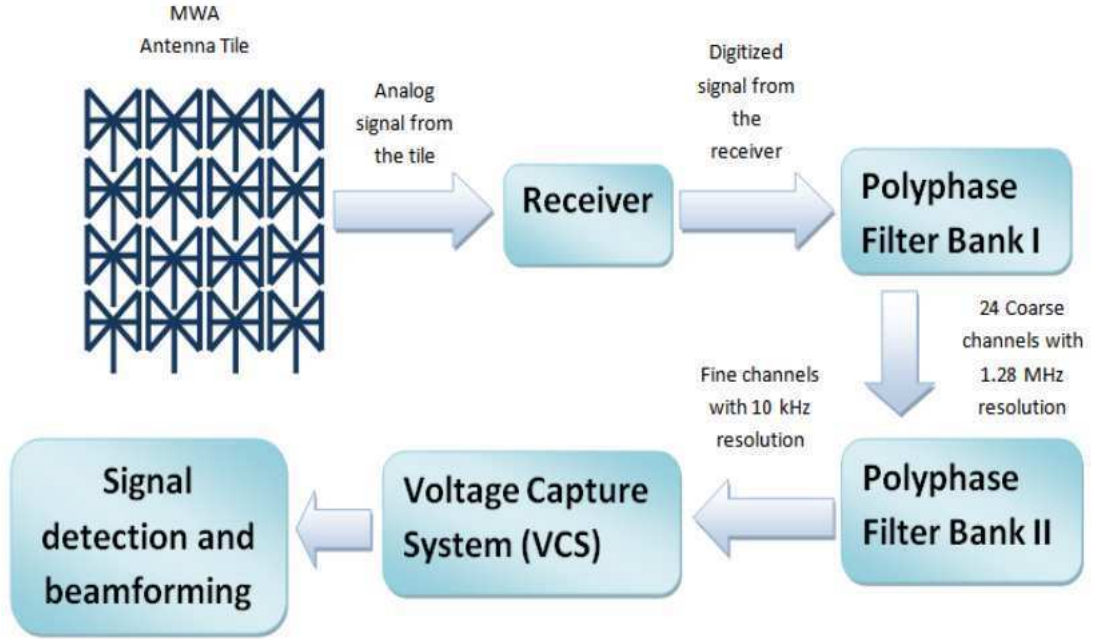 MWA
Antenna Tile
Analog
signal from
the tile
Receiver
Digitized
signal from
the
receiver
Polyphase
Filter Bank I
24 Coarse
channels with
1.28 MHz
resolution
Polyphase
Filter Bank II
Fine channels
with 10 kHz
resolution
Voltage Capture
System (VCS)
Signal
detection and
beamforming